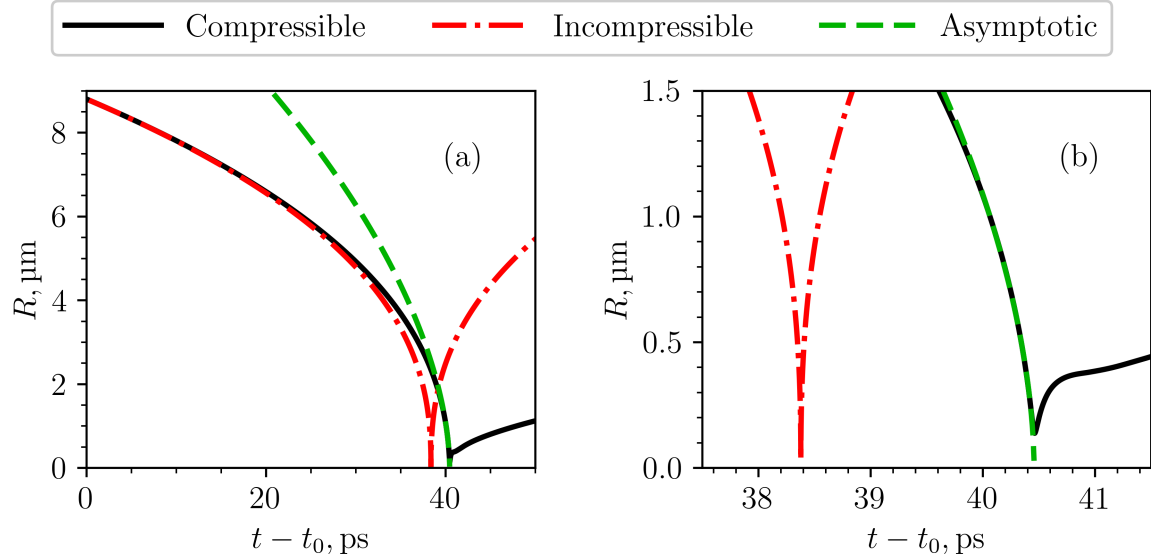 Compressible Incompressible Asymptotic
(a)
8
6
4
2
0
R, μm
0 20 40
t − t₀, ps
(b)
1.5
1.0
0.5
0.0
R, μm
38 39 40 41
t − t₀, ps